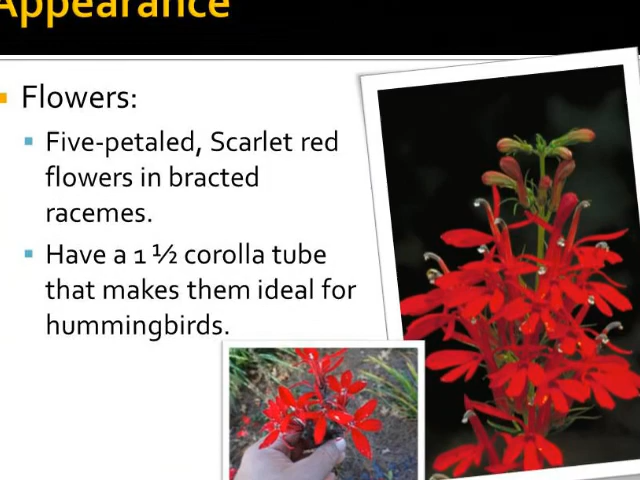 Appearance
Flowers:
Five-petaled, Scarlet red
flowers in bracted
racemes.
Have a 1 ½ corolla tube
that makes them ideal for
hummingbirds.